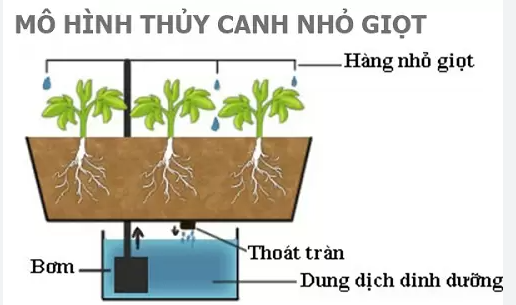 MÔ HÌNH THỦY CANH NHỎ GIỌT
Hàng nhỏ giọt
Thoát tràn
Bơm
Dung dịch dinh dưỡng